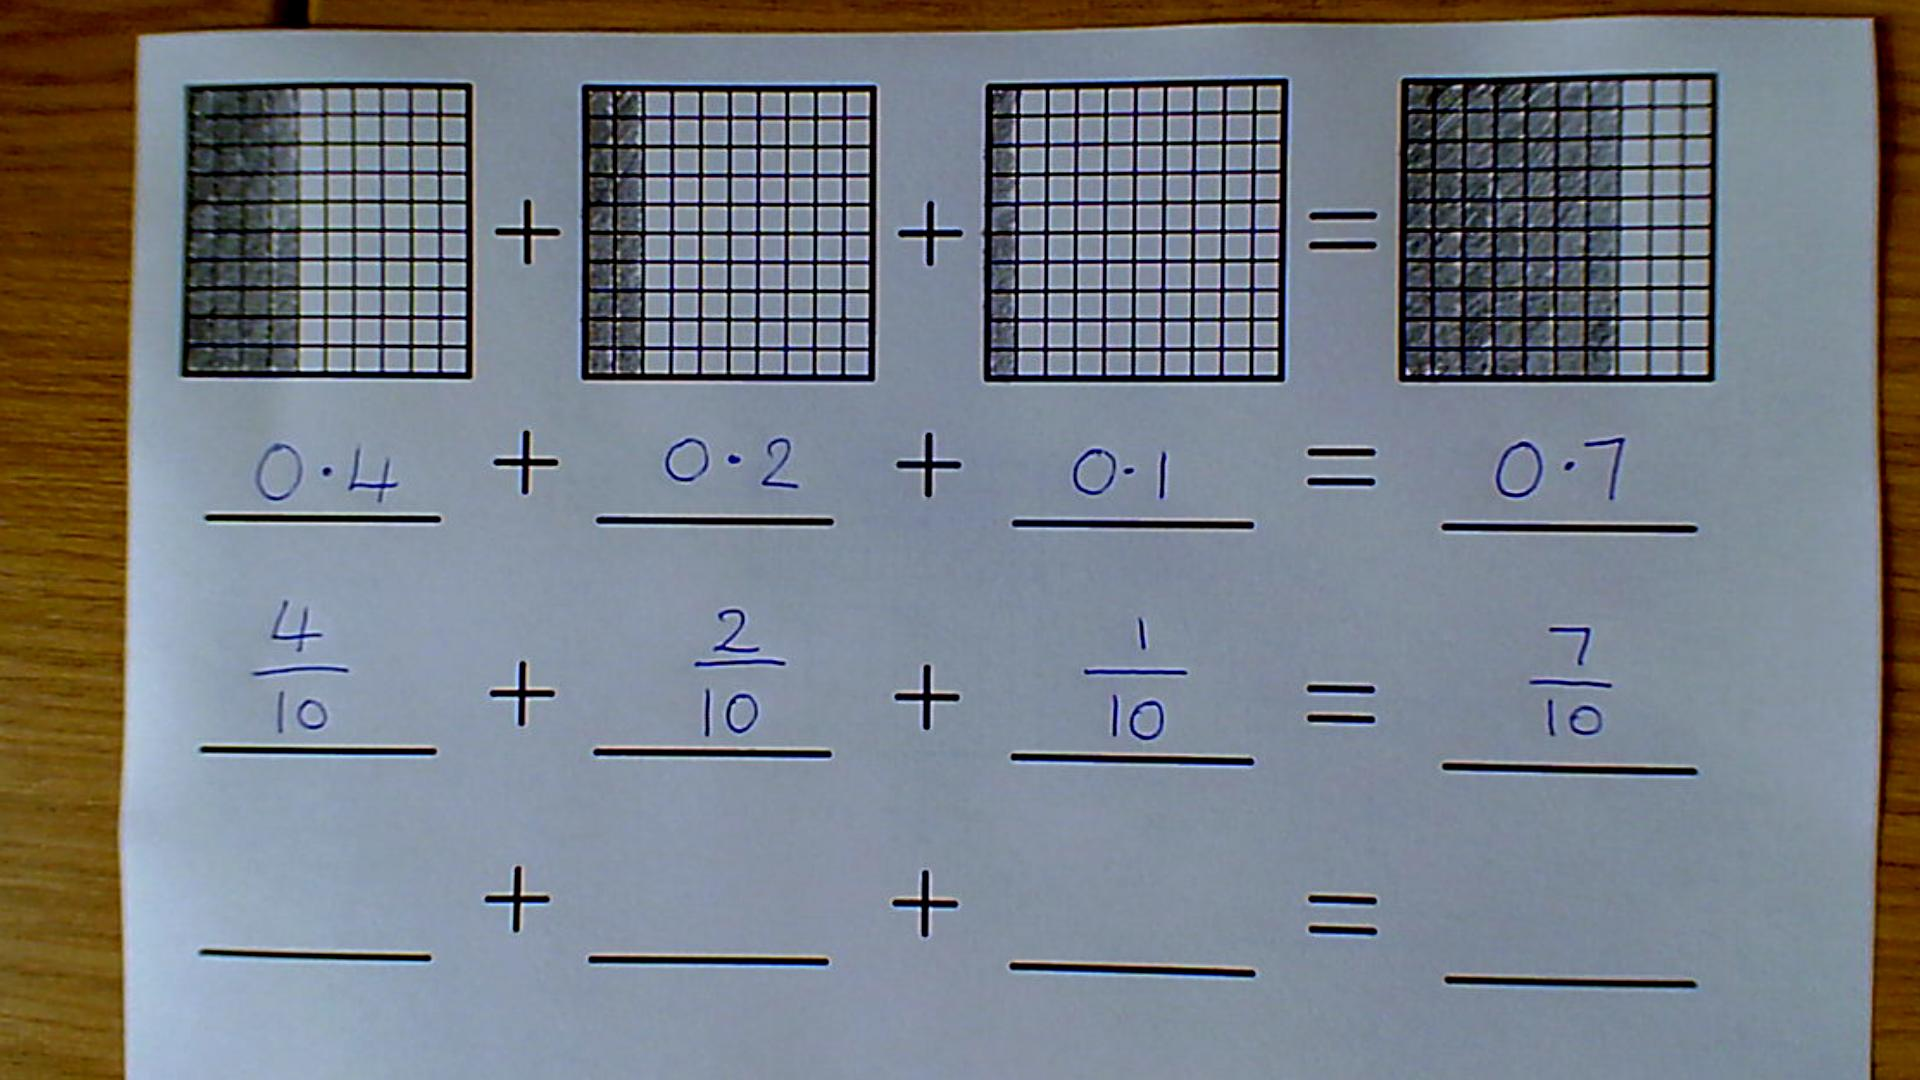 + + =
0.4 + 0.2 + 0.1 = 0.7
4/10 + 2/10 + 1/10 = 7/10
+ + =